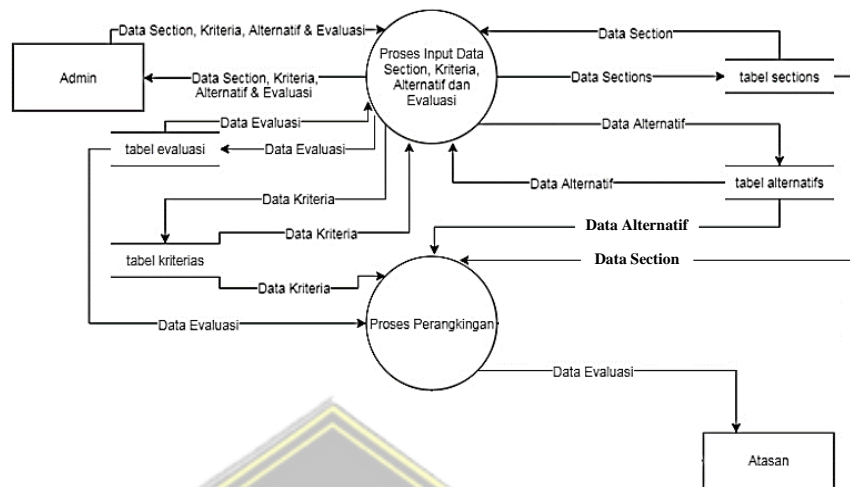 Data Section, Kriteria, Alternatif & Evaluasi
Data Section
Admin
Proses Input Data
Section, Kriteria,
Alternatif dan
Evaluasi
Data Section, Kriteria,
Alternatif & Evaluasi
Data Sections
tabel sections
Data Evaluasi
Data Alternatif
tabel evaluasi
Data Evaluasi
Data Alternatif
tabel alternatifs
Data Kriteria
Data Alternatif
Data Kriteria
Data Section
tabel kriterias
Data Kriteria
Data Evaluasi
Proses Perangkingan
Data Evaluasi
Atasan